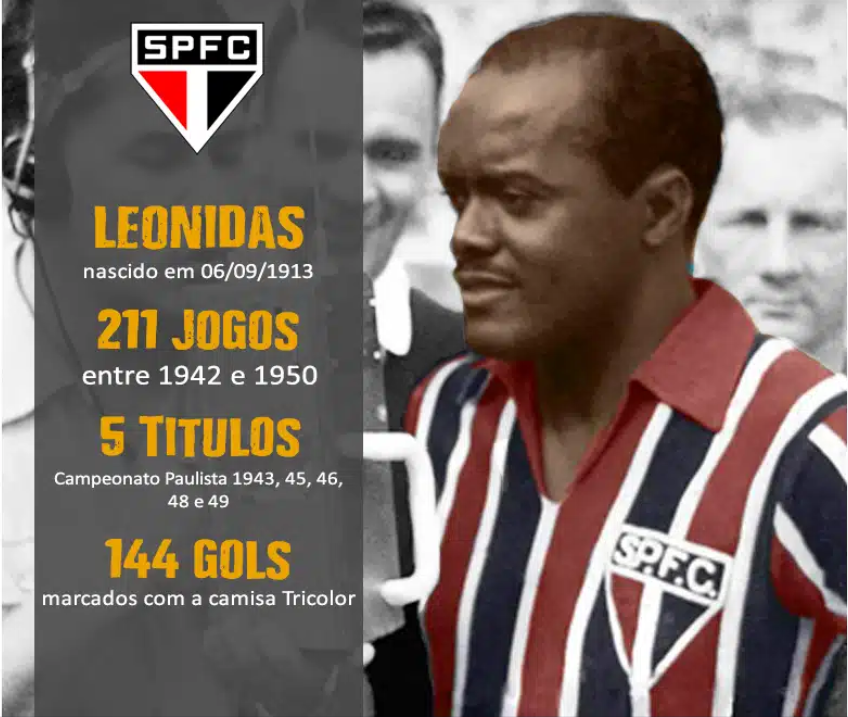 SPFC
LEONIDAS
nascido em 06/09/1913
211 JOGOS
entre 1942 e 1950
5 TITULOS
Campeonato Paulista 1943, 45, 46,
48 e 49
144 GOLS
marcados com a camisa Tricolor
S.P.F.C.